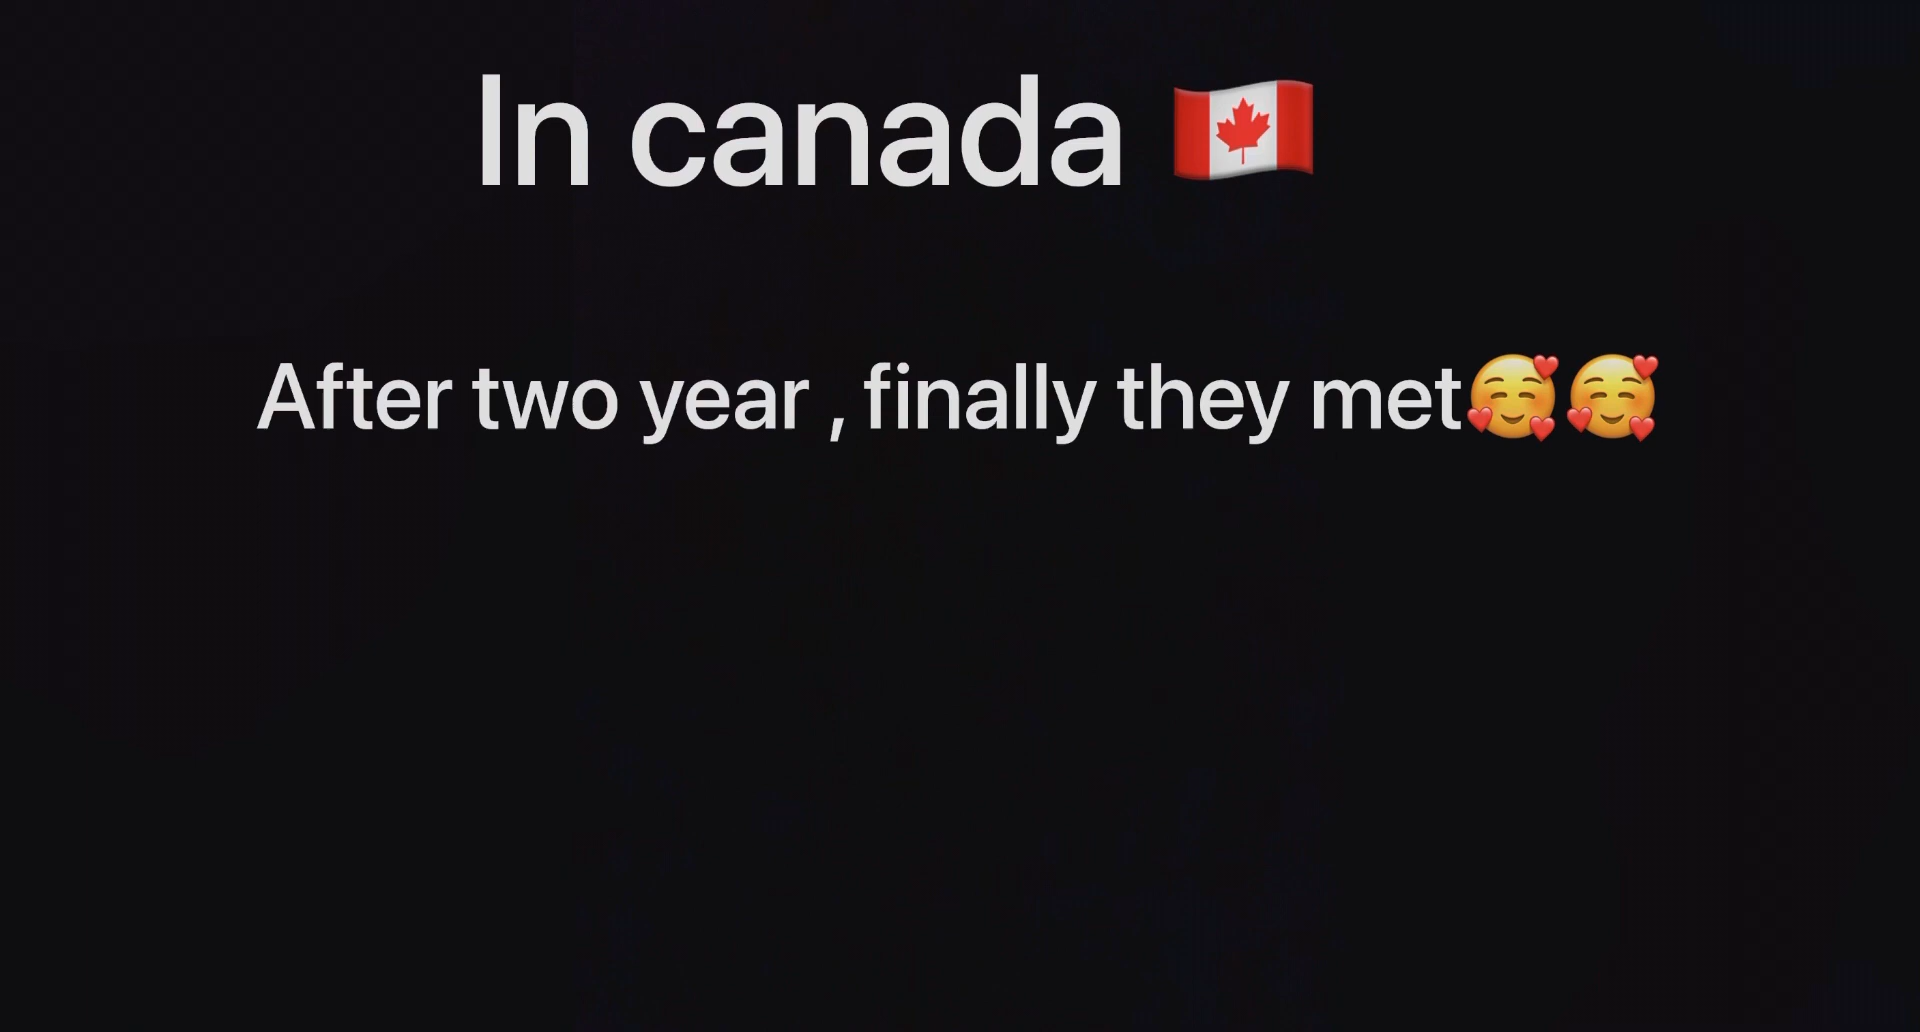 In canada 🇨🇦
After two year , finally they met🥰🥰